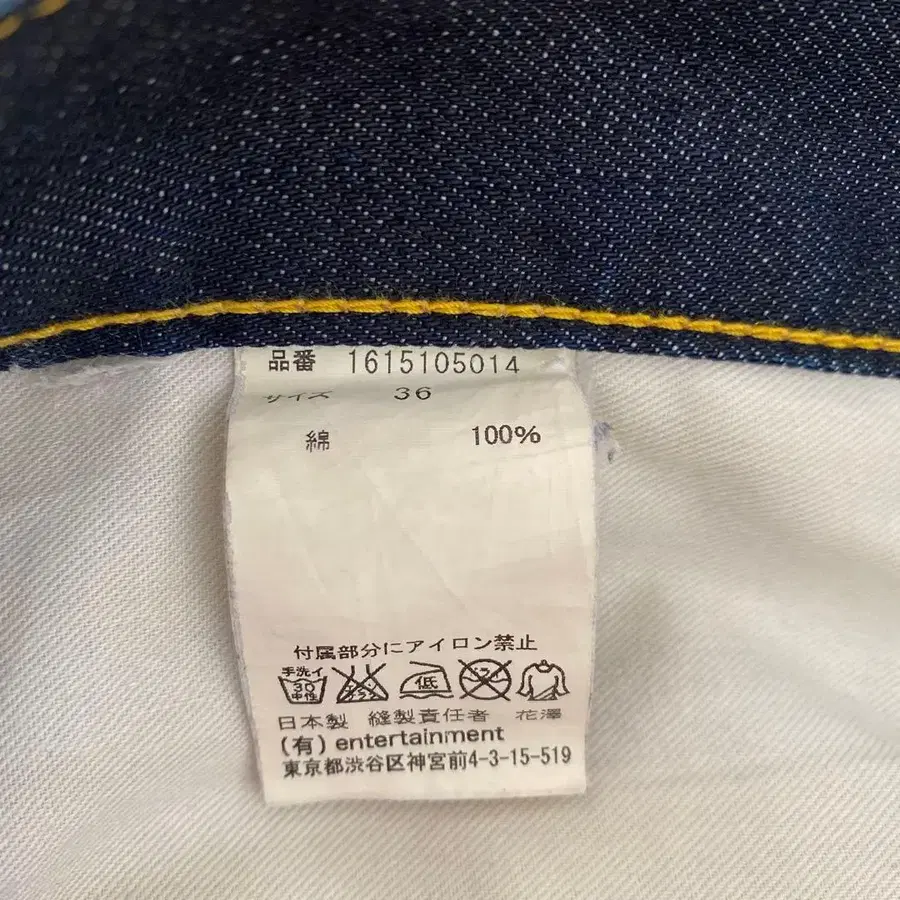 品番 1615105014
サイズ 36
綿 100%
付属部分にアイロン禁止
手洗イ
30
中性
低
日本製 縫製責任者 花澤
(有) entertainment
東京都渋谷区神宮前4-3-15-519